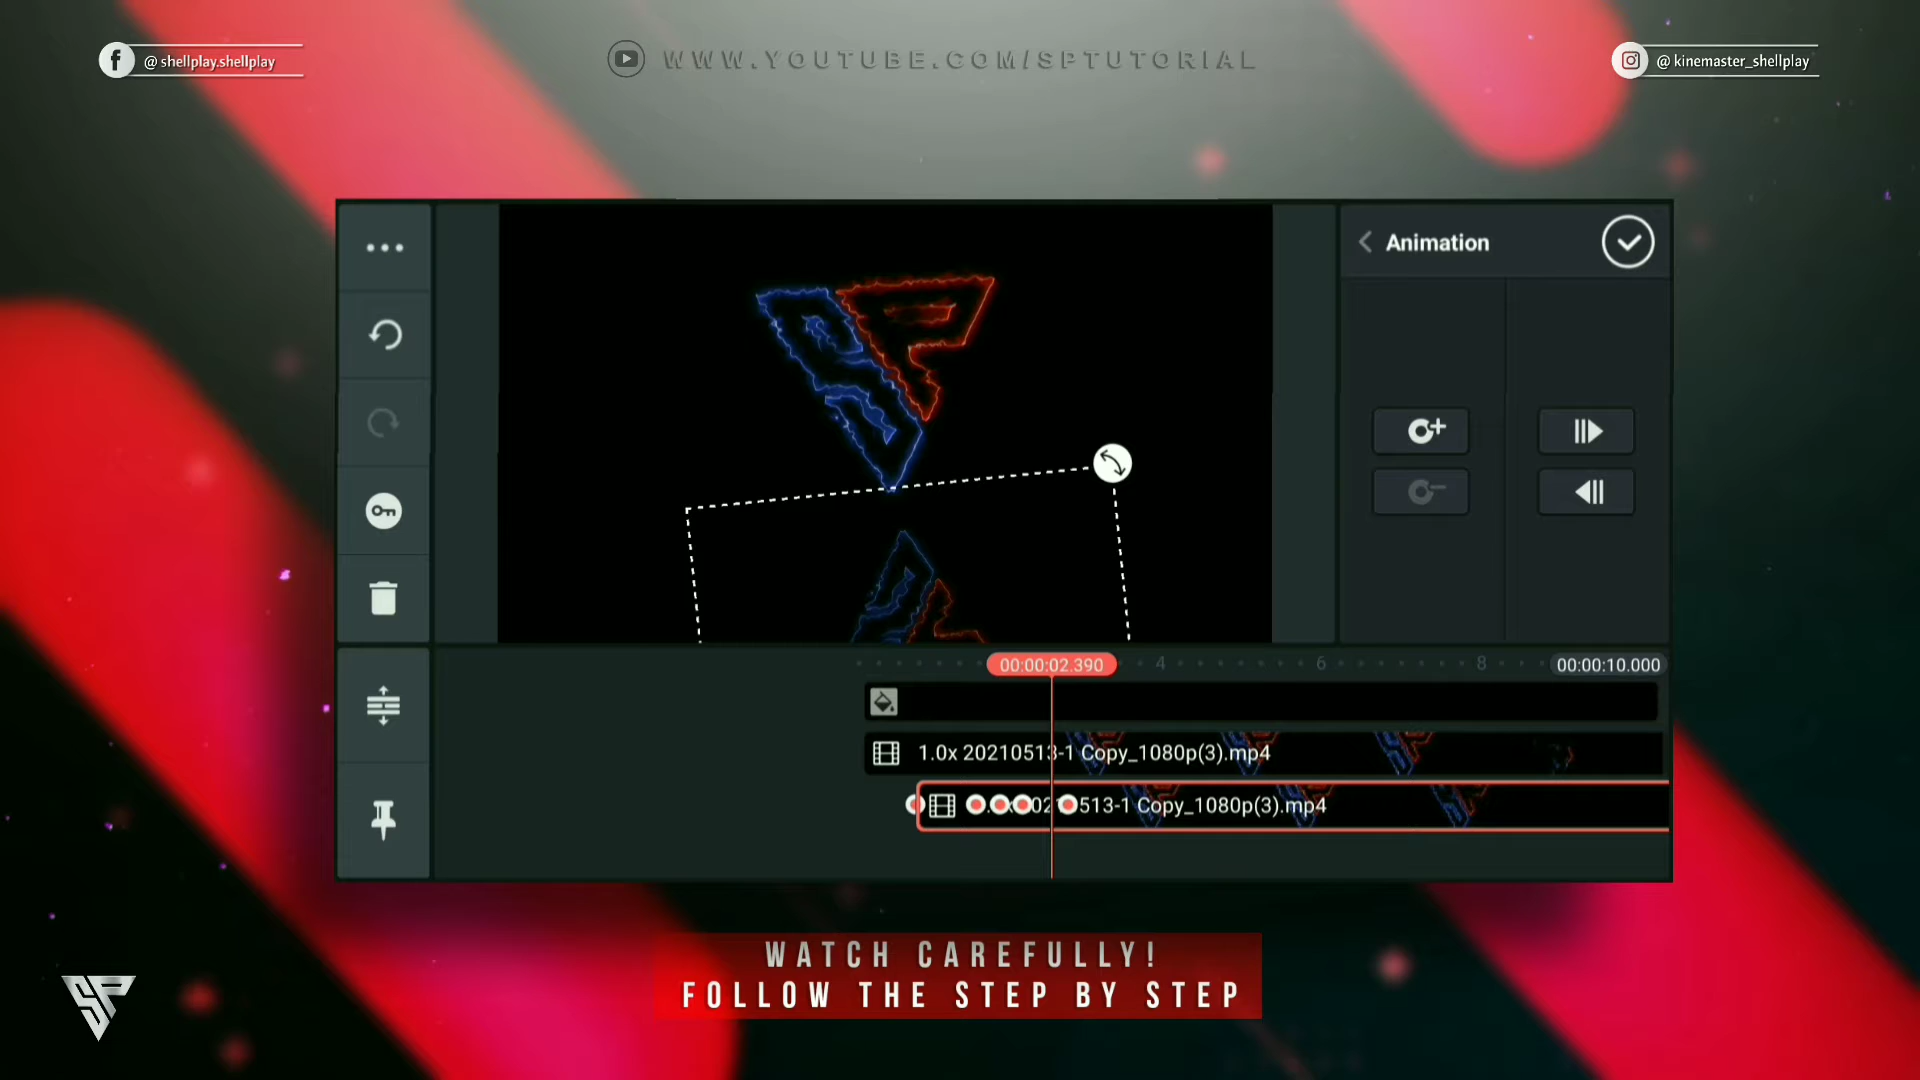 @ shellplay.shellplay
WWW.YOUTUBE.COM/SPTUTORIAL
@ kinemaster_shellplay
Animation
00:00:02.390
4
6
8
00:00:10.000
1.0x 20210513-1 Copy_1080p(3).mp4
513-1 Copy_1080p(3).mp4
WATCH CAREFULLY!
FOLLOW THE STEP BY STEP